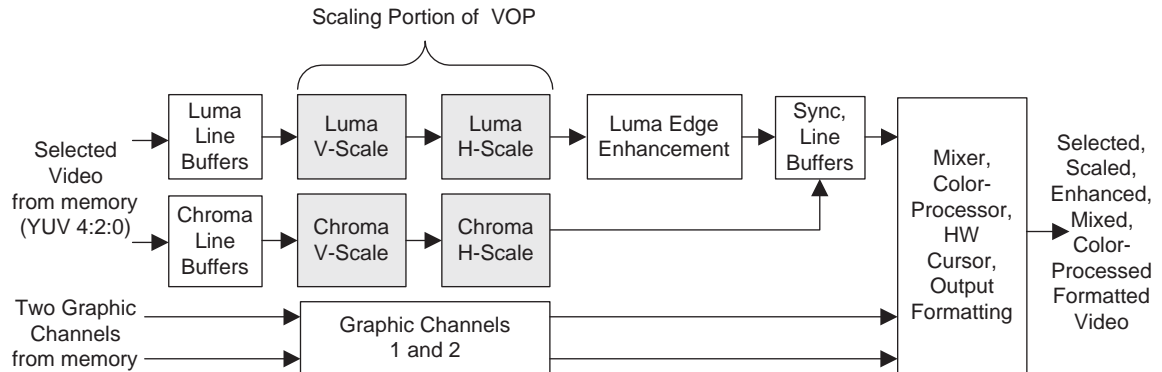 Scaling Portion of VOP
Selected
Video
from memory
(YUV 4:2:0)
Luma
Line
Buffers
Luma
V-Scale
Luma
H-Scale
Luma Edge
Enhancement
Sync,
Line
Buffers
Chroma
Line
Buffers
Chroma
V-Scale
Chroma
H-Scale
Two Graphic
Channels
from memory
Graphic Channels
1 and 2
Mixer,
Color-
Processor,
HW
Cursor,
Output
Formatting
Selected,
Scaled,
Enhanced,
Mixed,
Color-
Processed
Formatted
Video